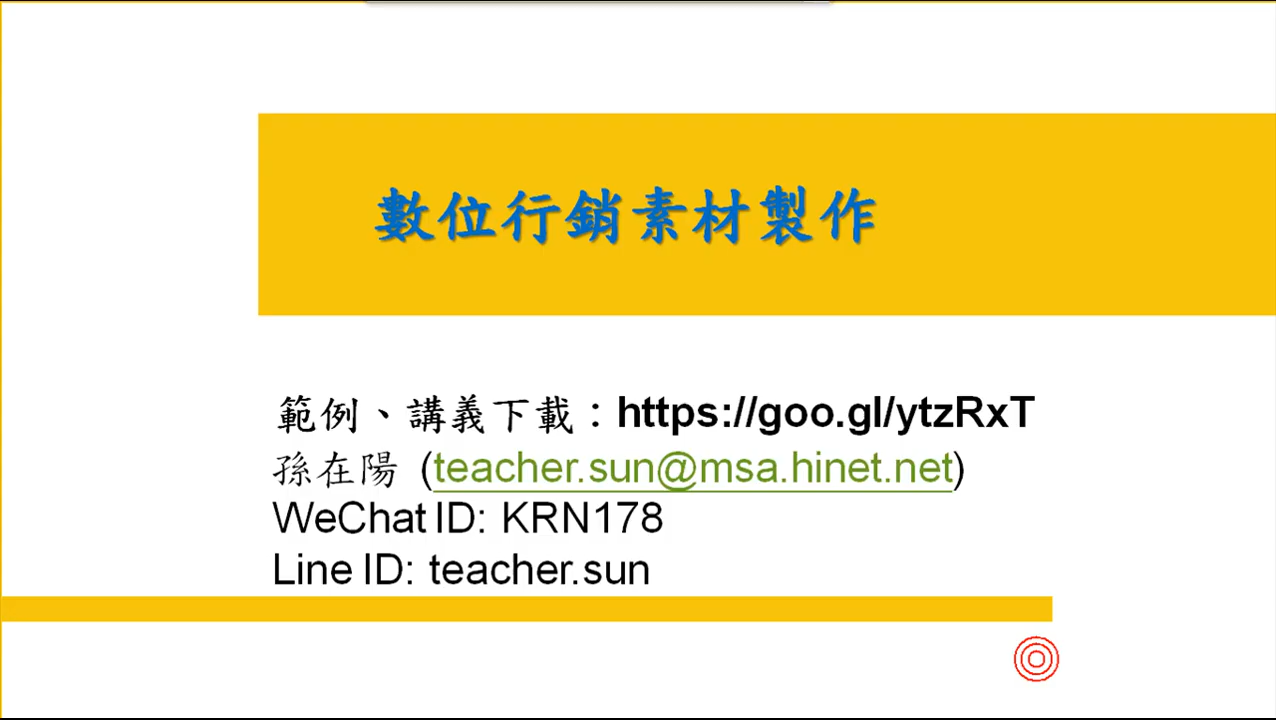 數位行銷素材製作
範例、講義下載：https://goo.gl/ytzRxT
孫在陽 (teacher.sun@msa.hinet.net)
WeChat ID: KRN178
Line ID: teacher.sun